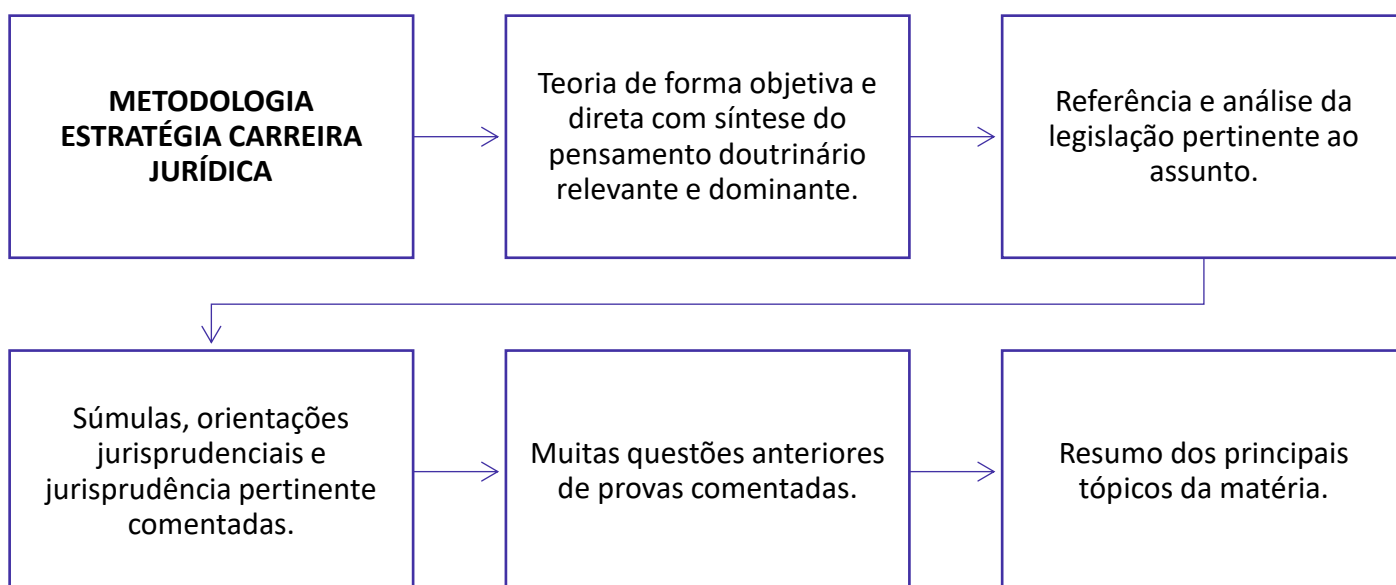 METODOLOGIA
ESTRATÉGIA CARREIRA
JURÍDICA
Teoria de forma objetiva e
direta com síntese do
pensamento doutrinário
relevante e dominante.
Referência e análise da
legislação pertinente ao
assunto.
Súmulas, orientações
jurisprudenciais e
jurisprudência pertinente
comentadas.
Muitas questões anteriores
de provas comentadas.
Resumo dos principais
tópicos da matéria.